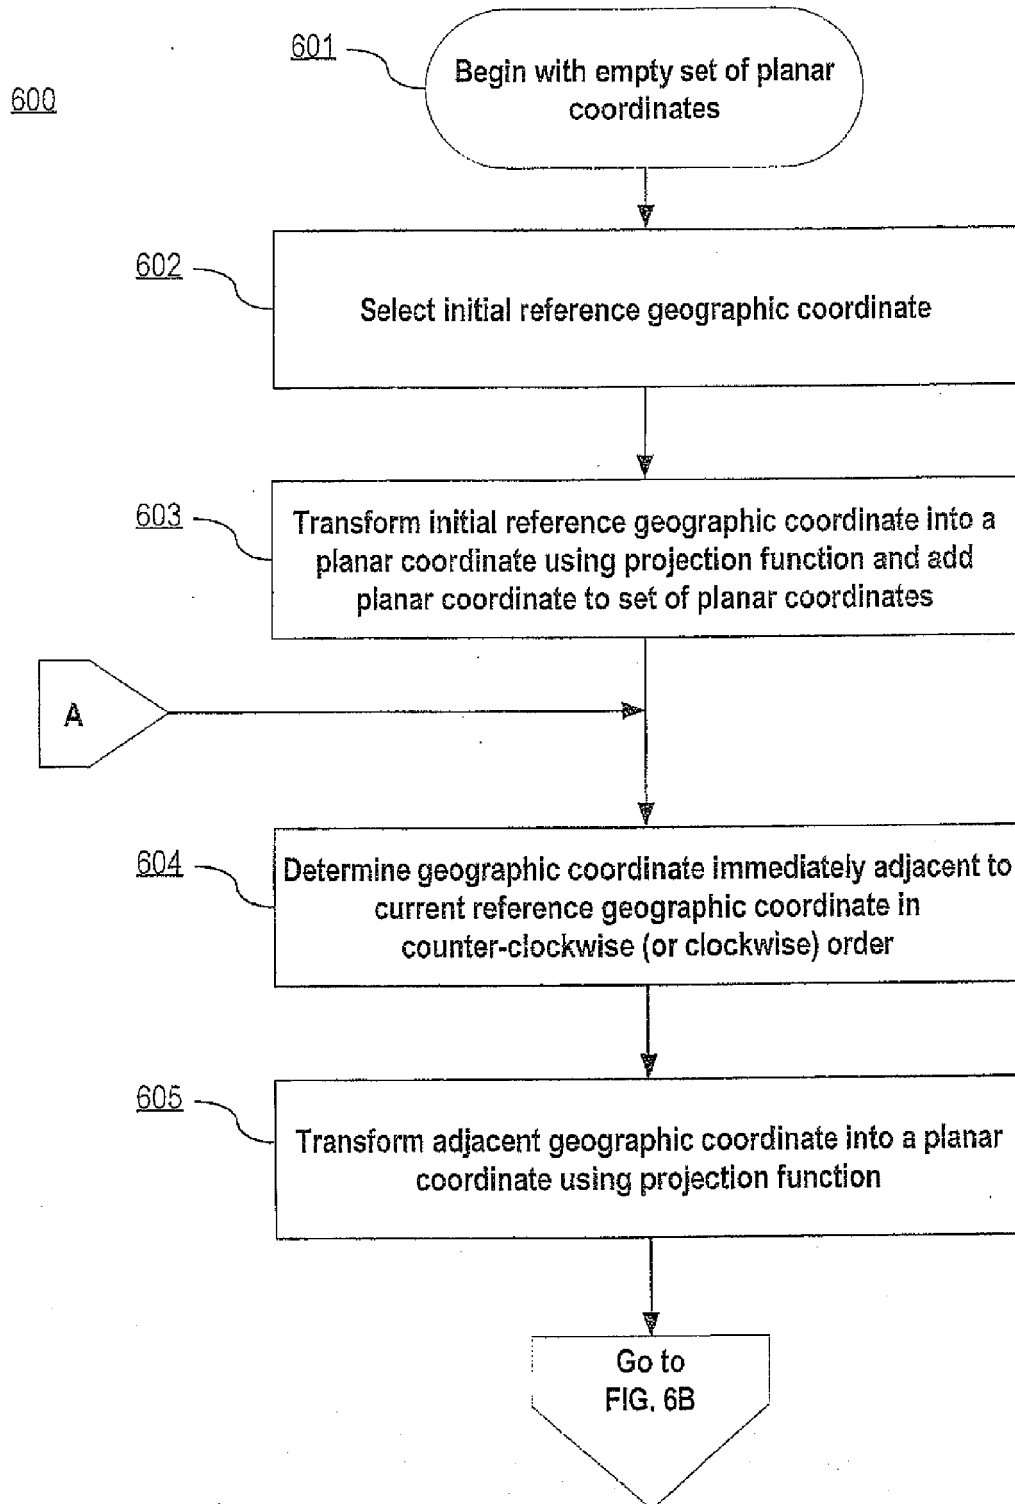 600
601
Begin with empty set of planar
coordinates
602
Select initial reference geographic coordinate
603
Transform initial reference geographic coordinate into a
planar coordinate using projection function and add
planar coordinate to set of planar coordinates
A
604
Determine geographic coordinate immediately adjacent to
current reference geographic coordinate in
counter-clockwise (or clockwise) order
605
Transform adjacent geographic coordinate into a planar
coordinate using projection function
Go to
FIG. 6B